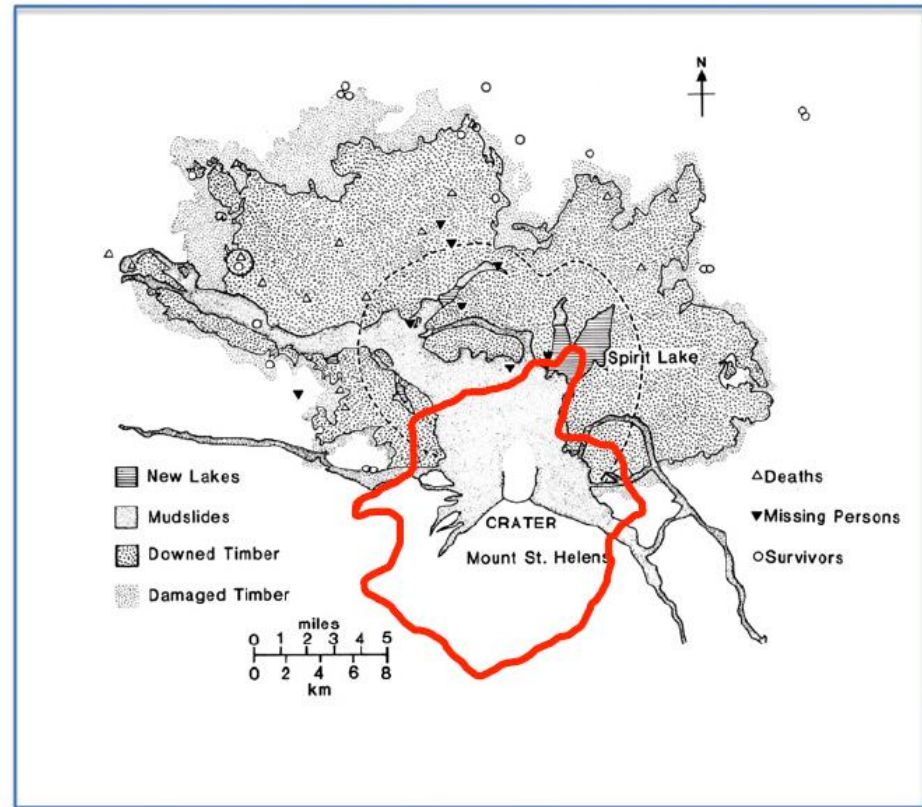 N
Spirit Lake
New Lakes
Mudslides
Downed Timber
Damaged Timber
CRATER
Mount St. Helens
Deaths
Missing Persons
Survivors
miles
0 1 2 3 4 5
0 2 4 6 8
km